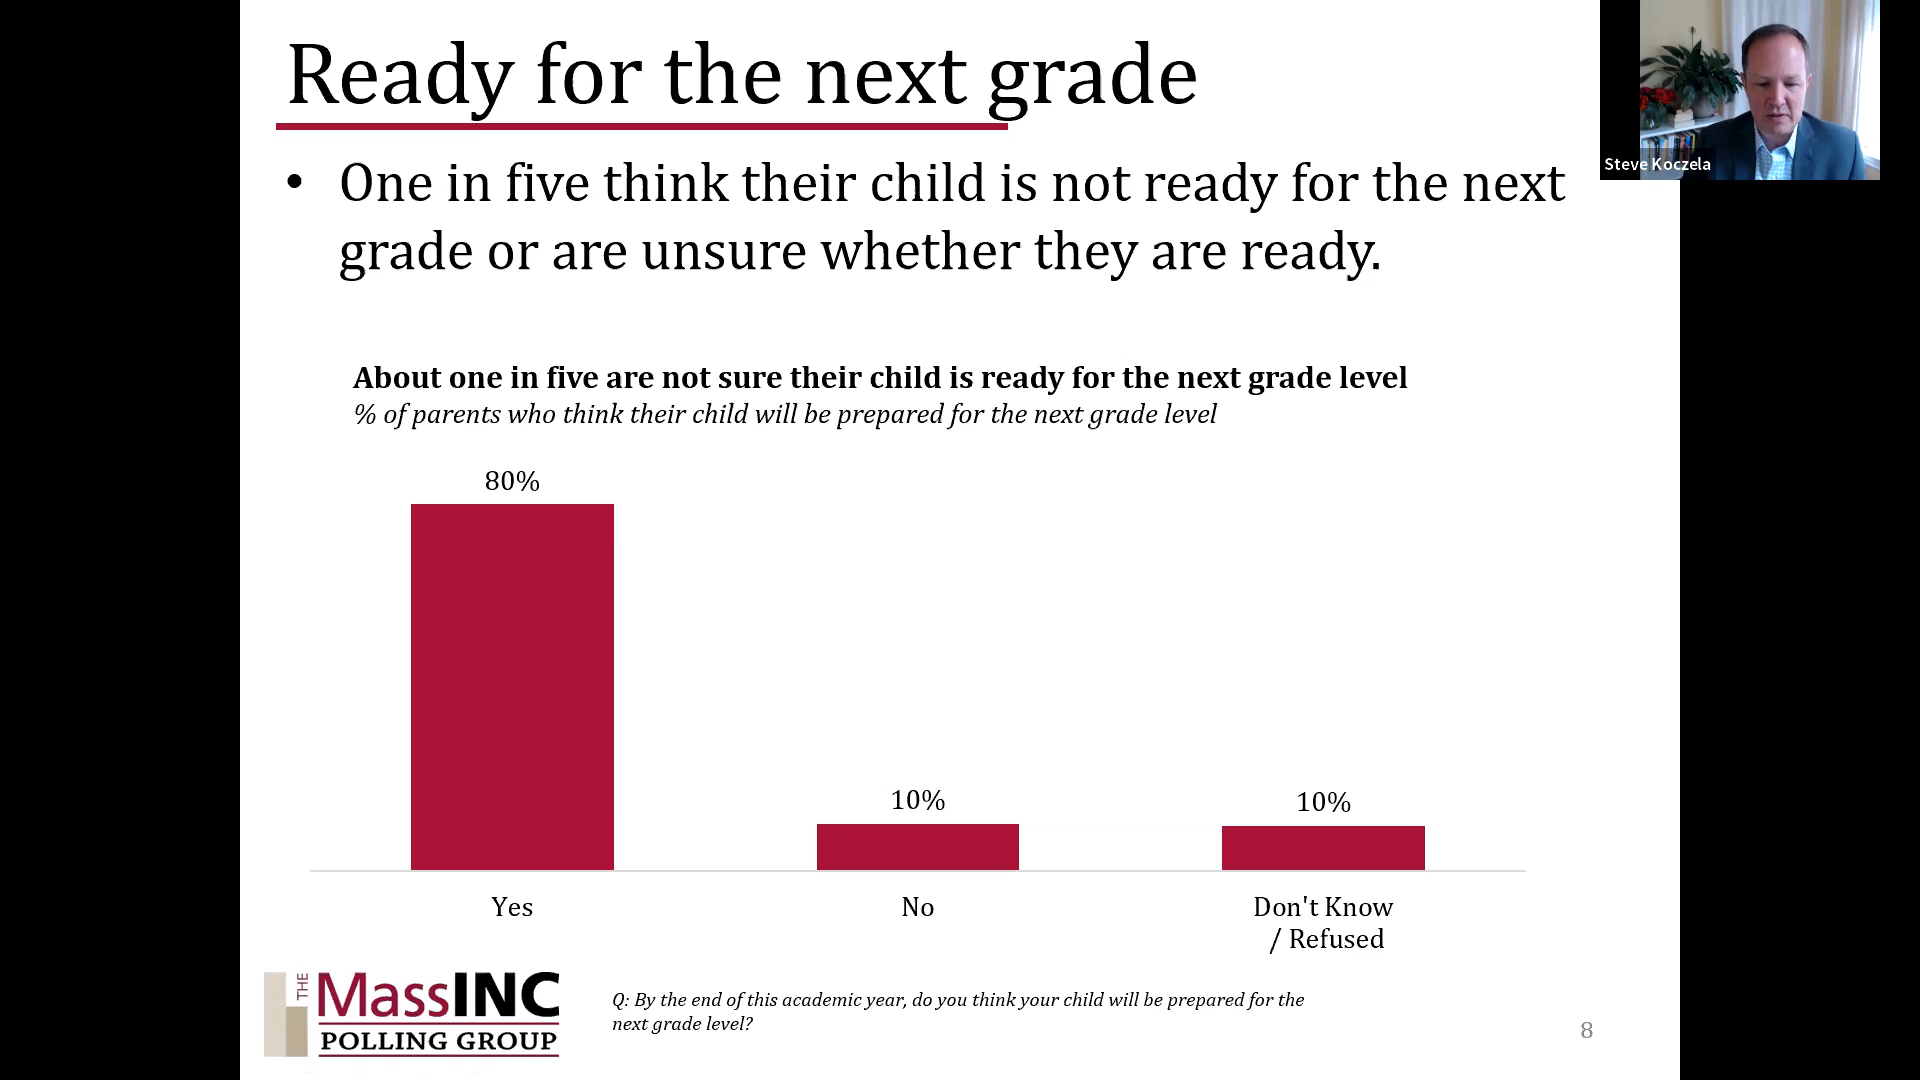 Ready for the next grade
• One in five think their child is not ready for the next
grade or are unsure whether they are ready.
About one in five are not sure their child is ready for the next grade level
% of parents who think their child will be prepared for the next grade level
80%
10%
10%
Yes
No
Don't Know
/ Refused
THE
MassINC
POLLING GROUP
Q: By the end of this academic year, do you think your child will be prepared for the
next grade level?
8
Steve Koczela